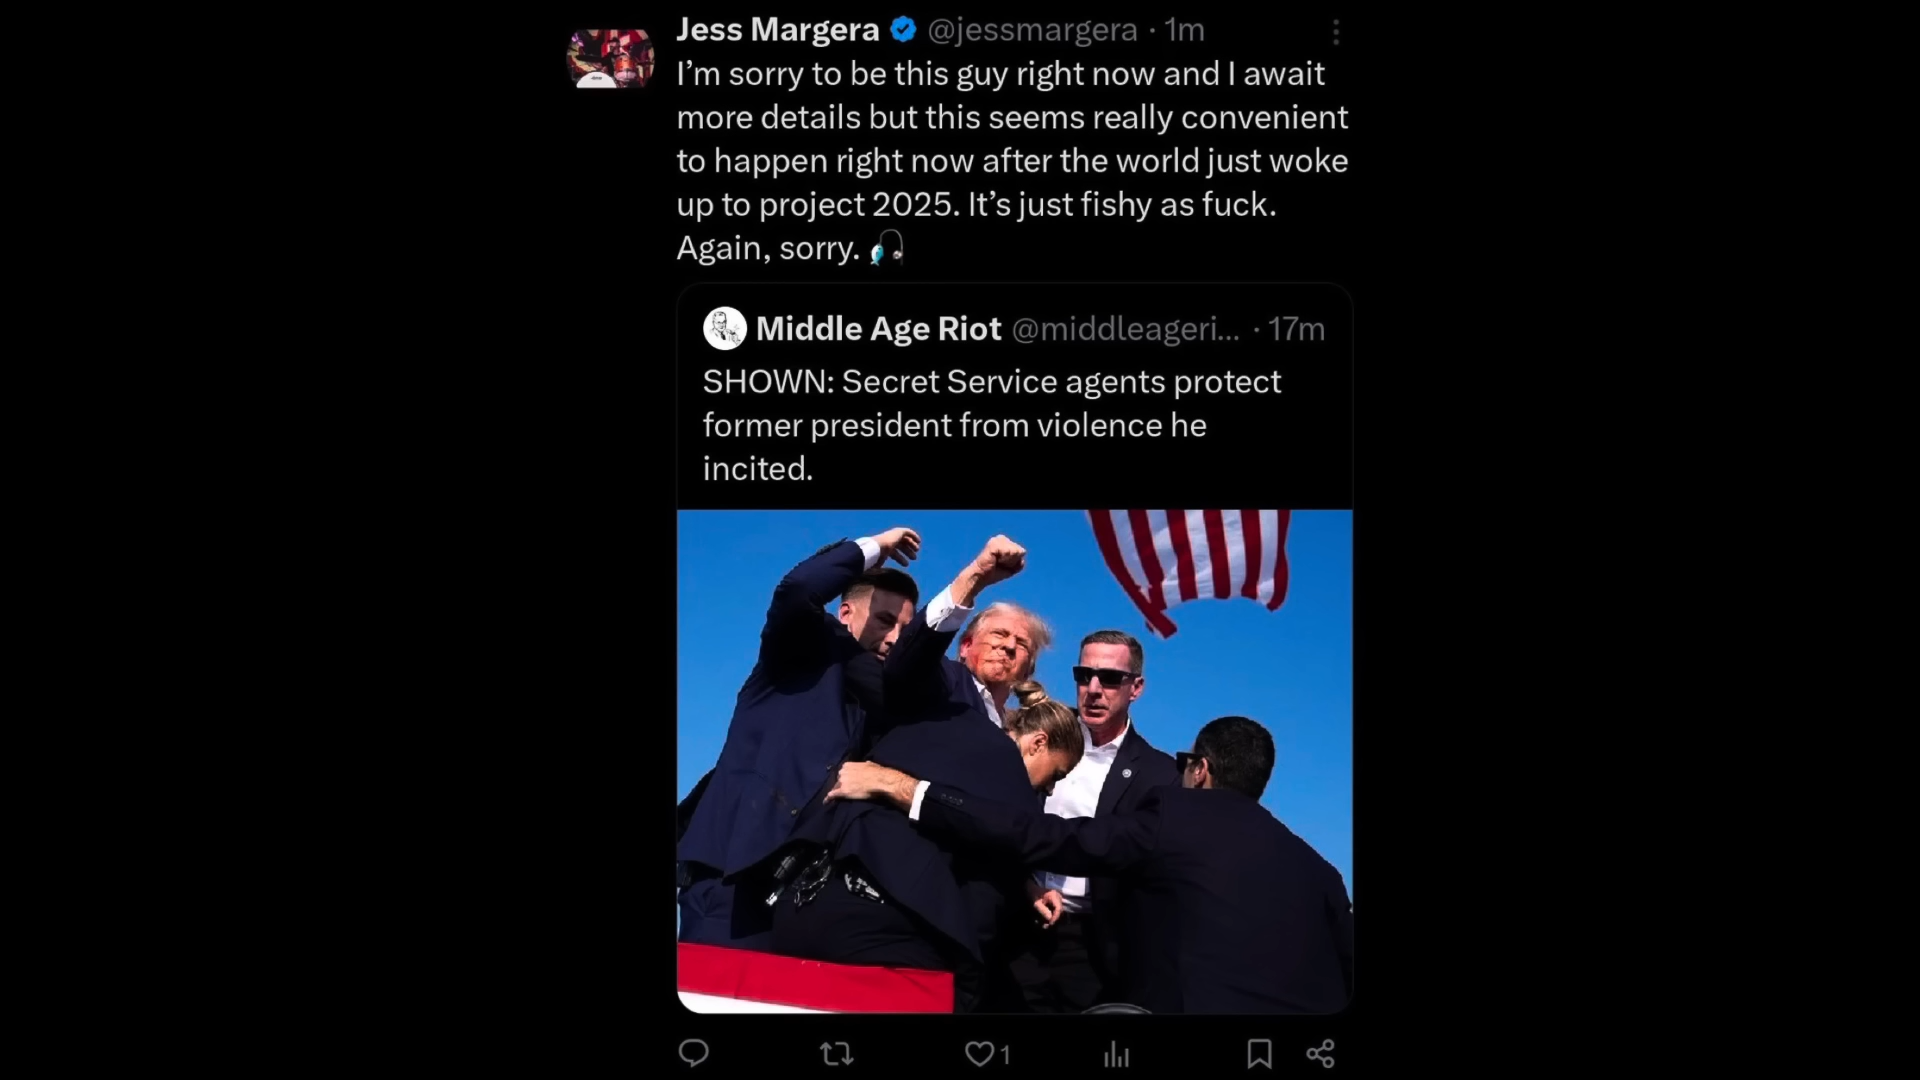 Jess Margera @jessmargera · 1m
I’m sorry to be this guy right now and I await
more details but this seems really convenient
to happen right now after the world just woke
up to project 2025. It’s just fishy as fuck.
Again, sorry. 🎣
Middle Age Riot @middleageri... · 17m
SHOWN: Secret Service agents protect
former president from violence he
incited.
1